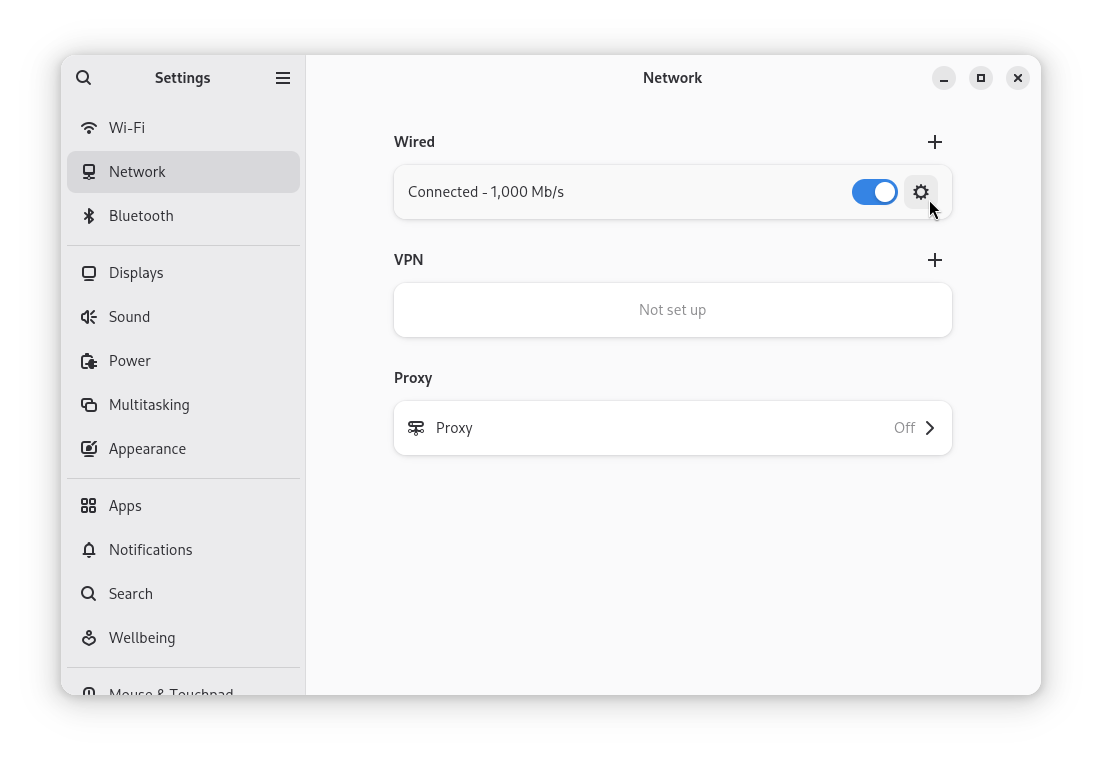 Settings
Wi-Fi
Network
Bluetooth
Displays
Sound
Power
Multitasking
Appearance
Apps
Notifications
Search
Wellbeing
Mouse & Touchpad
Network
Wired
Connected - 1,000 Mb/s
VPN
Not set up
Proxy
Proxy
Off